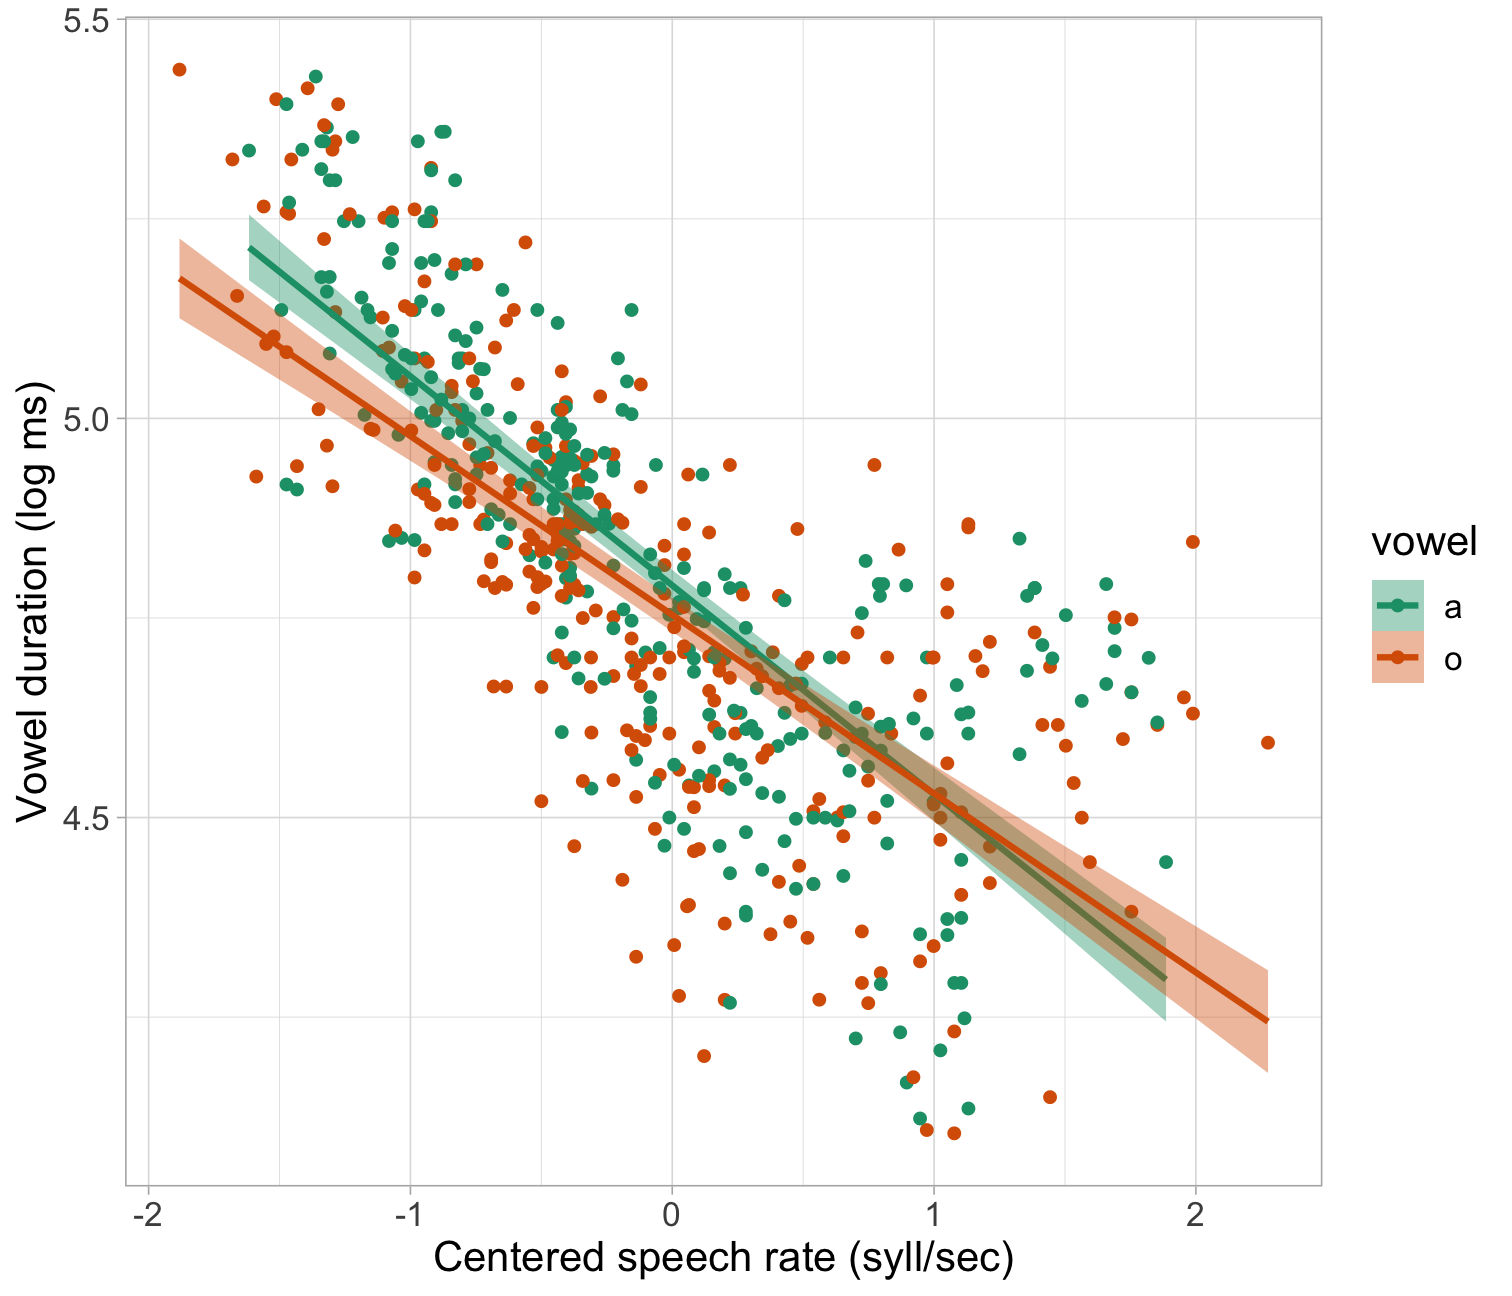 5.5
5.0
4.5
Vowel duration (log ms)
-2
-1
0
1
2
Centered speech rate (syll/sec)
vowel
a
o